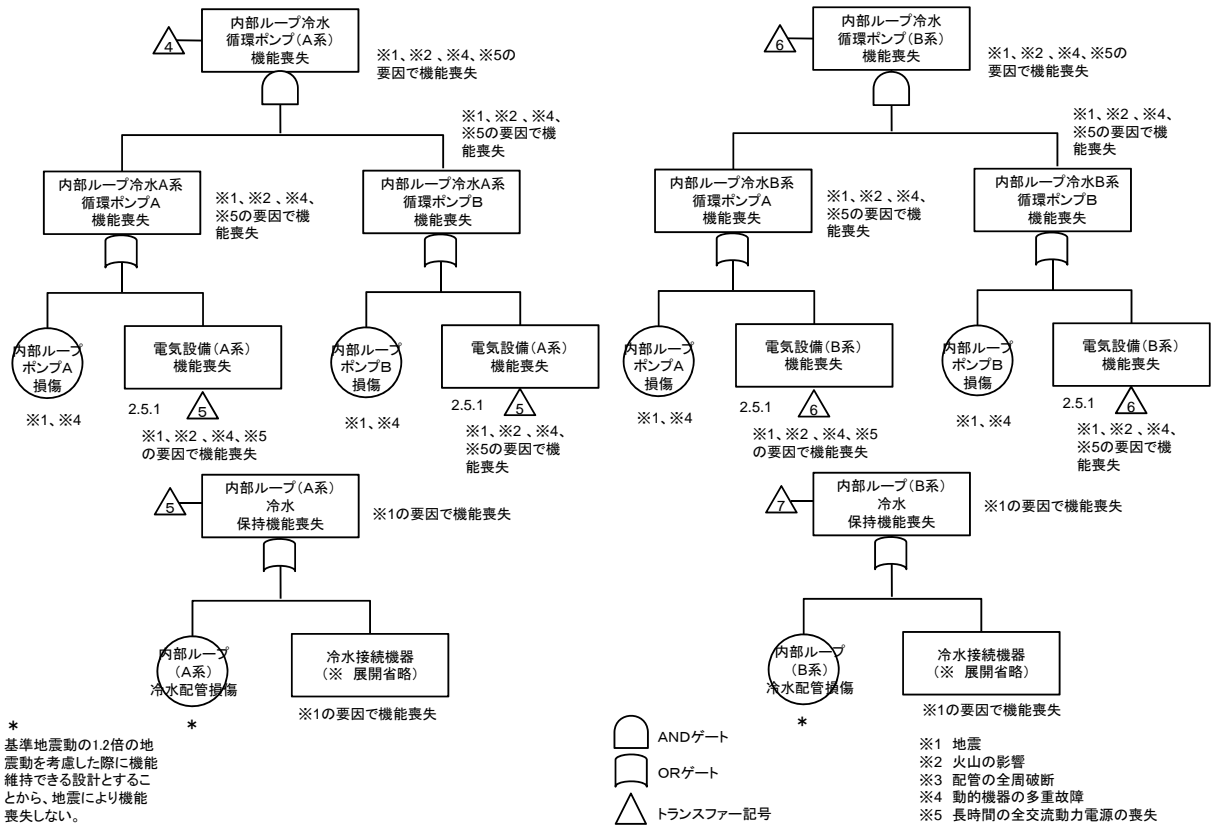 内部ループ冷水
循環ポンプ(A系)
機能喪失
4
※1、※2 、※4、※5の
要因で機能喪失
※1、※2 、※4、
※5の要因で機
能喪失
内部ループ冷水A系
循環ポンプA
機能喪失
※1、※2 、※4、
※5の要因で機
能喪失
内部ループ冷水A系
循環ポンプB
機能喪失
内部ループ
ポンプA
損傷
※1、※4
電気設備(A系)
機能喪失
2.5.1
5
※1、※2 、※4、※5
の要因で機能喪失
内部ループ
ポンプB
損傷
※1、※4
電気設備(A系)
機能喪失
2.5.1
5
※1、※2 、※4、
※5の要因で機
能喪失
5
内部ループ(A系)
冷水
保持機能喪失
※1の要因で機能喪失
内部ループ
(A系)
冷水配管損傷
*
冷水接続機器
(※ 展開省略)
※1の要因で機能喪失
*
基準地震動の1.2倍の地
震動を考慮した際に機能
維持できる設計とするこ
とから、地震により機能
喪失しない。
内部ループ冷水
循環ポンプ(B系)
機能喪失
6
※1、※2 、※4、※5の
要因で機能喪失
※1、※2 、※4、
※5の要因で機
能喪失
内部ループ冷水B系
循環ポンプA
機能喪失
※1、※2 、※4、
※5の要因で機
能喪失
内部ループ冷水B系
循環ポンプB
機能喪失
内部ループ
ポンプA
損傷
※1、※4
電気設備(B系)
機能喪失
2.5.1
6
※1、※2 、※4、※5
の要因で機能喪失
内部ループ
ポンプB
損傷
※1、※4
電気設備(B系)
機能喪失
2.5.1
6
※1、※2 、※4、
※5の要因で機
能喪失
7
内部ループ(B系)
冷水
保持機能喪失
※1の要因で機能喪失
内部ループ
(B系)
冷水配管損傷
*
冷水接続機器
(※ 展開省略)
※1の要因で機能喪失
ANDゲート
ORゲート
トランスファー記号
※1 地震
※2 火山の影響
※3 配管の全周破断
※4 動的機器の多重故障
※5 長時間の全交流動力電源の喪失